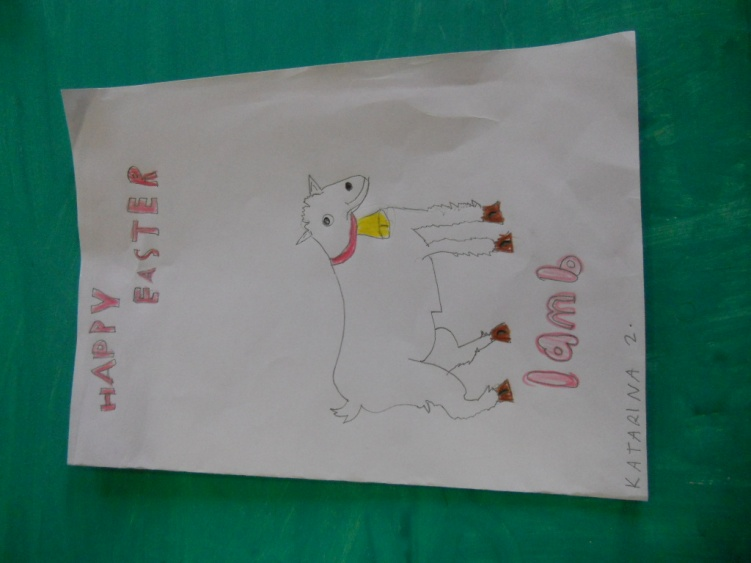 HAPPY
EASTER
lamb
KATARINA 2.